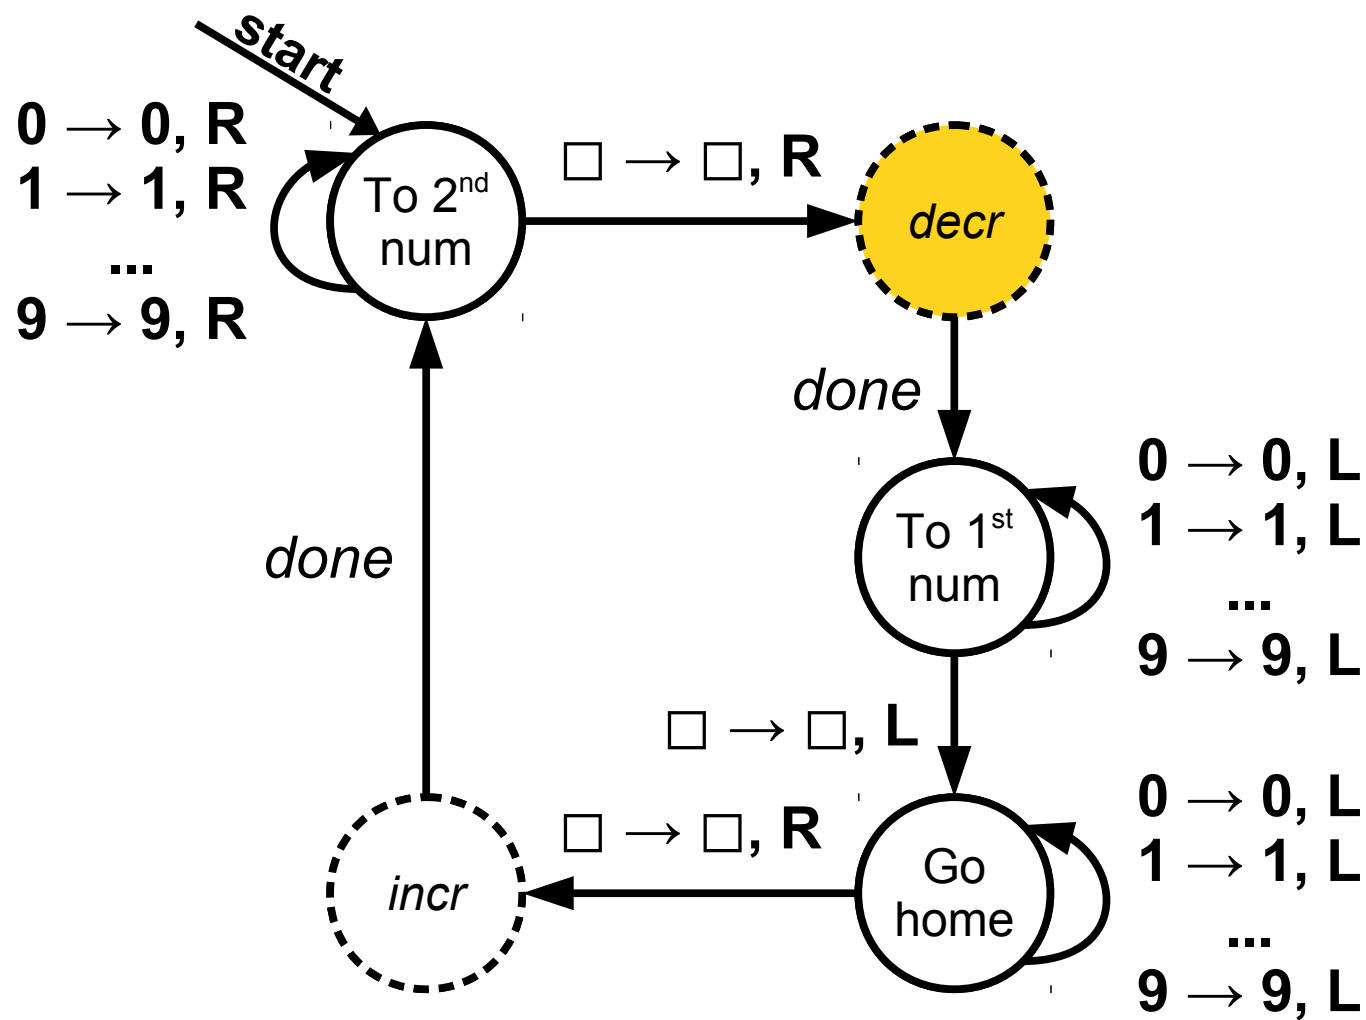 start
0 → 0, R
1 → 1, R
...
9 → 9, R
To 2nd
num
□ → □, R
decr
done
To 1st
num
0 → 0, L
1 → 1, L
...
9 → 9, L
done
□ → □, L
□ → □, R
incr
Go
home
0 → 0, L
1 → 1, L
...
9 → 9, L